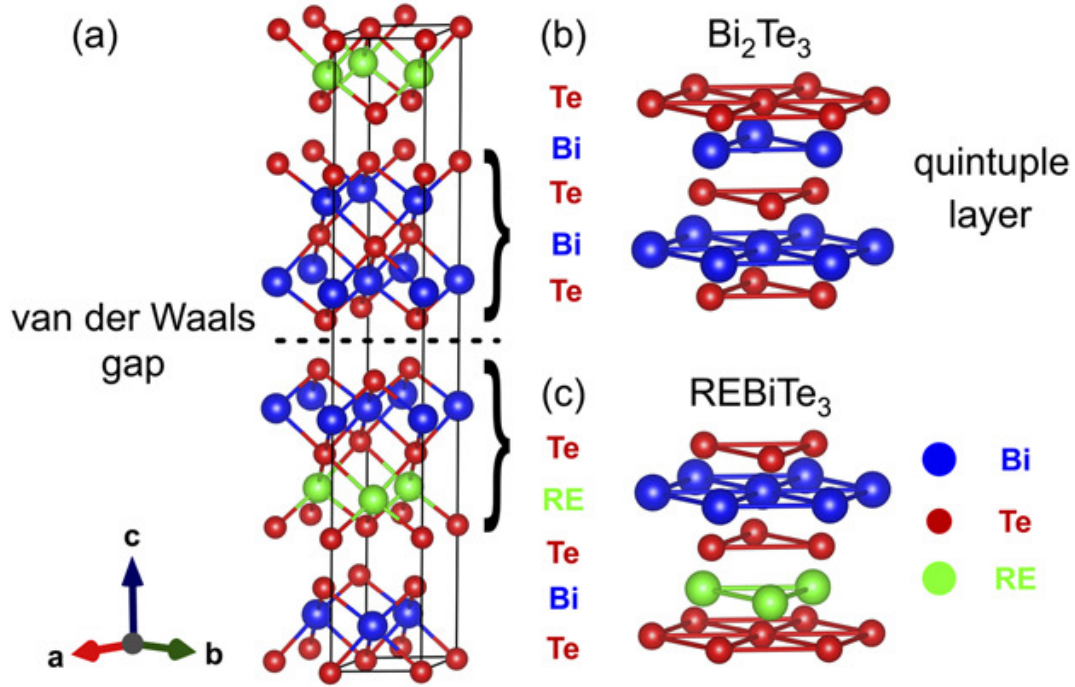 (a)
van der Waals
gap
c
a
b
(b)
Bi₂Te₃
Te
Bi
Te
Bi
Te
quintuple
layer
(c)
REBiTe₃
Te
RE
Te
Bi
Te
Bi
Te
RE